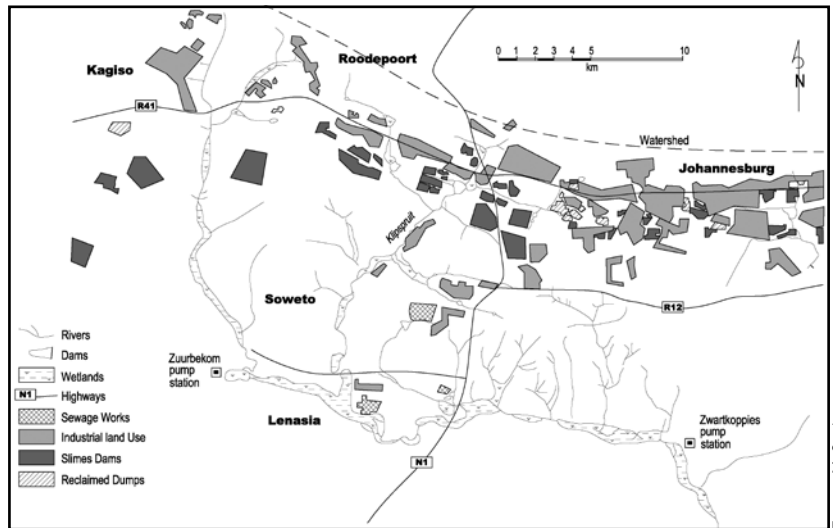 Kagiso
Roodepoort
0 1 2 3 4 5 10
km
N
R41
Watershed
Johannesburg
Klipspruit
Soweto
R12
Rivers
Dams
Wetlands
N1 Highways
Sewage Works
Industrial land Use
Slimes Dams
Reclaimed Dumps
Zuurbekom
pump
station
Lenasia
N1
Zwartkoppies
pump
station